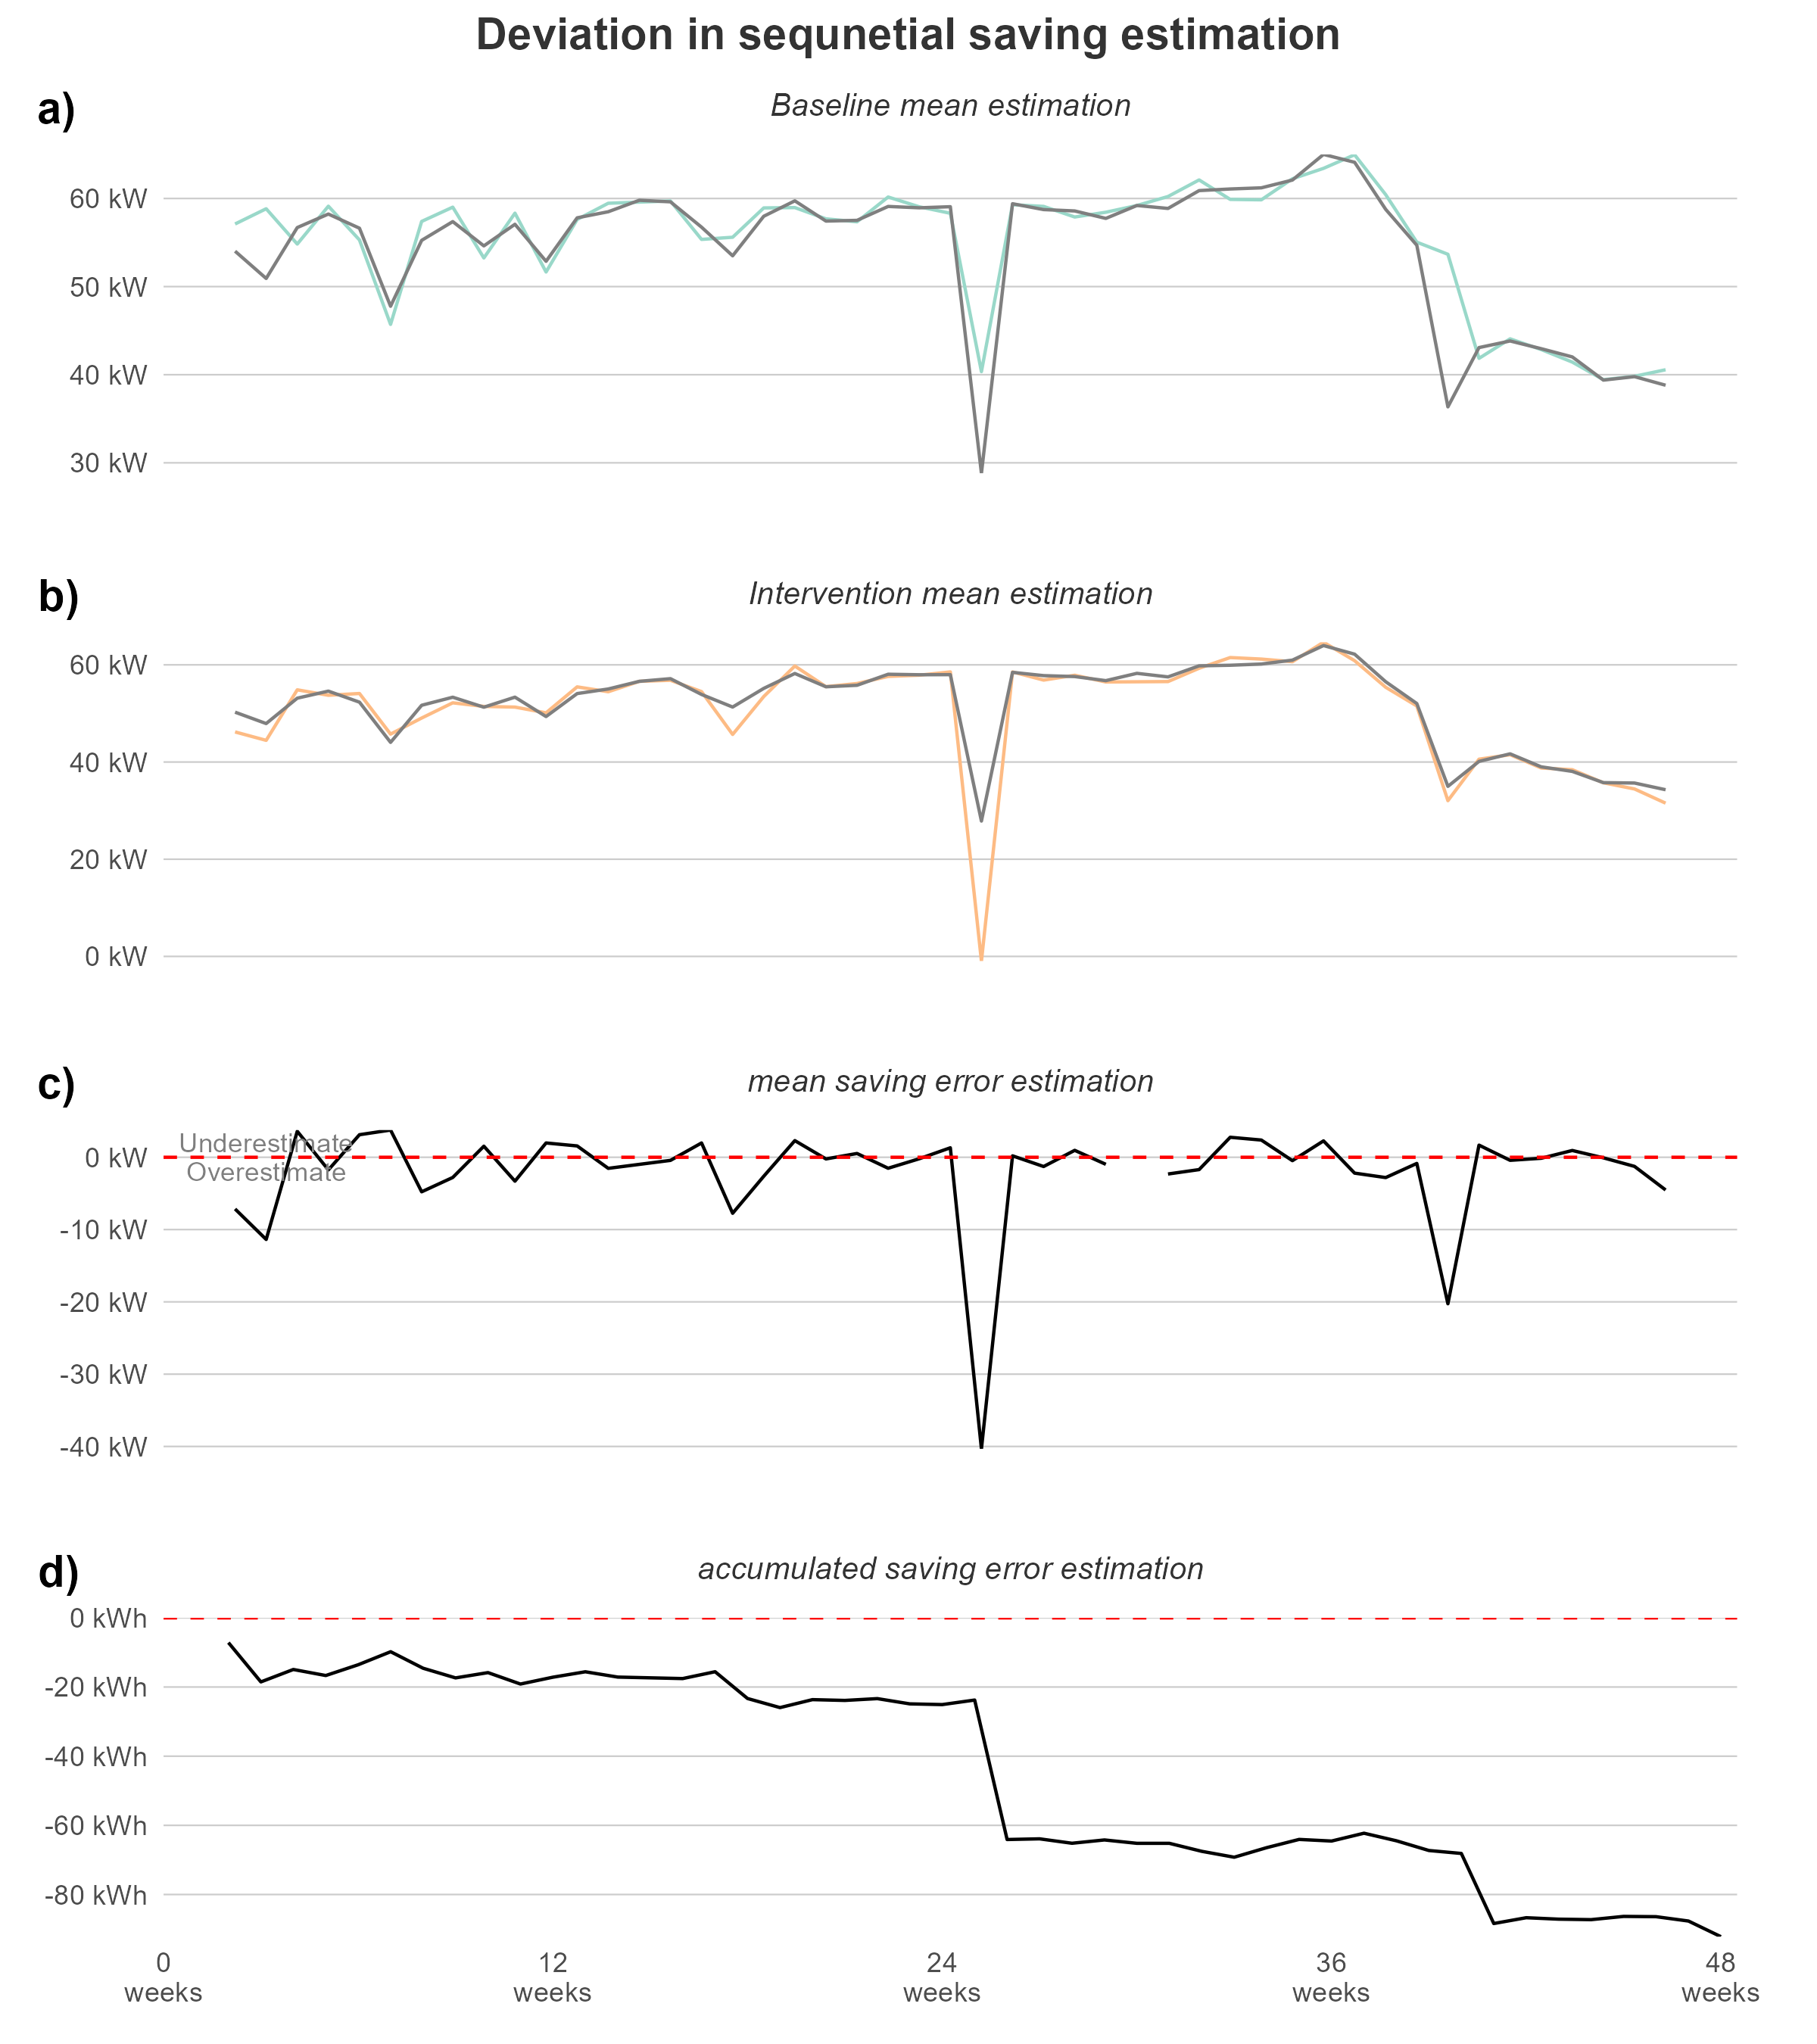 Deviation in sequnetial saving estimation
a)
Baseline mean estimation
60 kW
50 kW
40 kW
30 kW
b)
Intervention mean estimation
60 kW
40 kW
20 kW
0 kW
c)
mean saving error estimation
Underestimate
0 kW
Overestimate
-10 kW
-20 kW
-30 kW
-40 kW
d)
accumulated saving error estimation
0 kWh
-20 kWh
-40 kWh
-60 kWh
-80 kWh
0 12 24 36 48
weeks weeks weeks weeks weeks